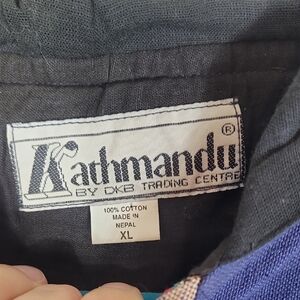 Kathmandu®
BY DKB TRADING CENTRE
100% COTTON
MADE IN
NEPAL
XL